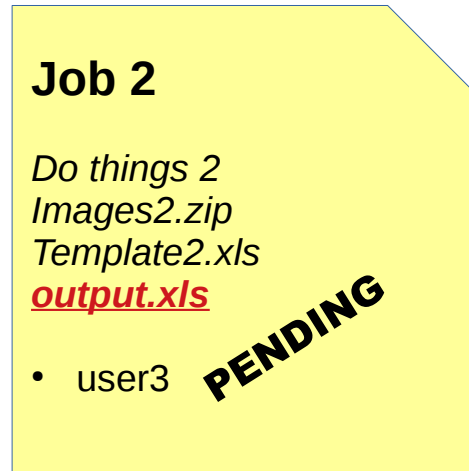 Job 2
Do things 2
Images2.zip
Template2.xls
output.xls
PENDING
• user3